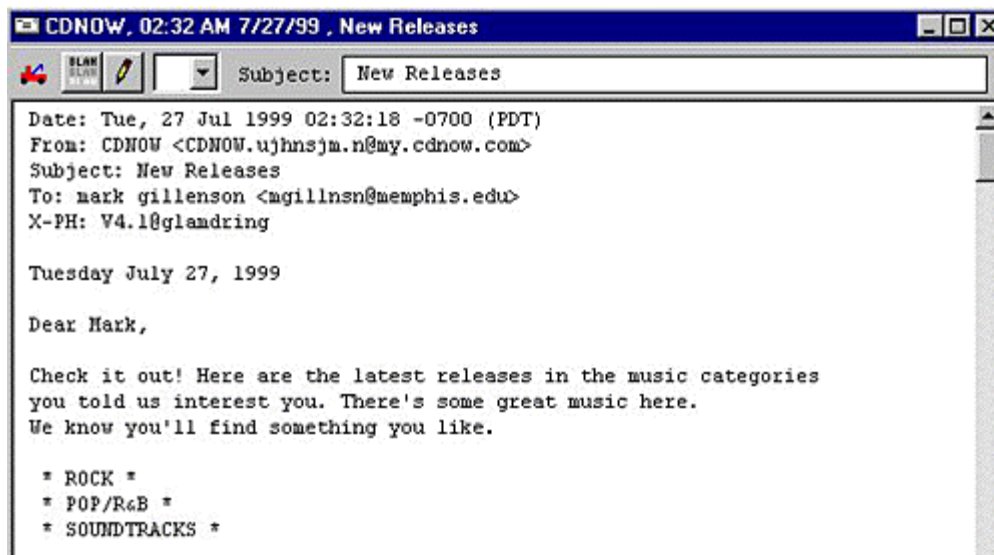 CDNOW, 02:32 AM 7/27/99 , New Releases
BLAH
BLAH
BLAH
Subject: New Releases
Date: Tue, 27 Jul 1999 02:32:18 -0700 (PDT)
From: CDNOW <CDNOW.ujhnsjm.n@my.cdnow.com>
Subject: New Releases
To: mark gillenson <mgillnsn@memphis.edu>
X-PH: V4.1@glamdring
Tuesday July 27, 1999
Dear Mark,
Check it out! Here are the latest releases in the music categories
you told us interest you. There's some great music here.
We know you'll find something you like.
* ROCK *
* POP/R&B *
* SOUNDTRACKS *